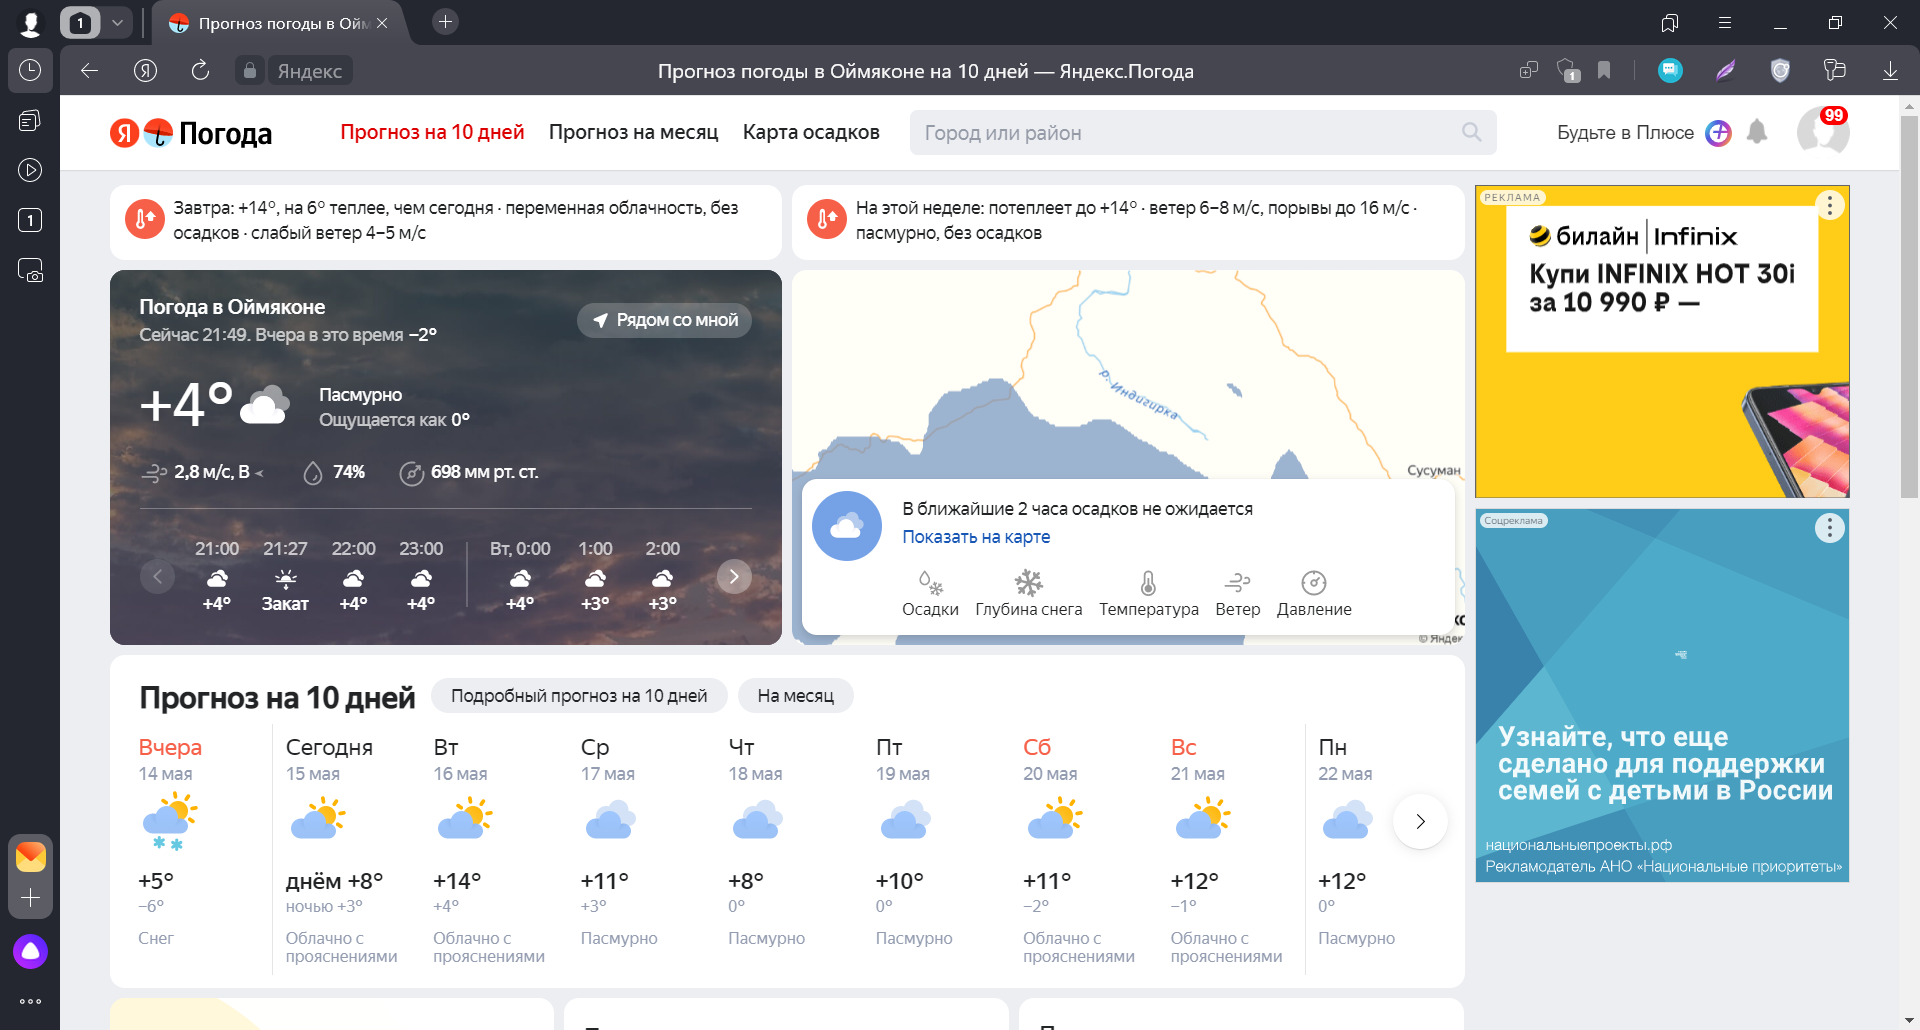 1
Прогноз погоды в Ойм
Яндекс
Прогноз погоды в Оймяконе на 10 дней — Яндекс.Погода
1
1
Я Погода
Прогноз на 10 дней
Прогноз на месяц
Карта осадков
Город или район
Будьте в Плюсе
99
Завтра: +14°, на 6° теплее, чем сегодня · переменная облачность, без
осадков · слабый ветер 4–5 м/с
На этой неделе: потеплеет до +14° · ветер 6–8 м/с, порывы до 16 м/с ·
пасмурно, без осадков
Погода в Оймяконе
Сейчас 21:49. Вчера в это время −2°
Рядом со мной
+4°
Пасмурно
Ощущается как 0°
2,8 м/с, В
74%
698 мм рт. ст.
21:00 21:27 22:00 23:00 Вт, 0:00 1:00 2:00
+4° Закат +4° +4° +4° +3° +3°
р. Индигирка
Сусуман
В ближайшие 2 часа осадков не ожидается
Показать на карте
Осадки Глубина снега Температура Ветер Давление
© Яндек
РЕКЛАМА
билайн Infinix
Купи INFINIX HOT 30i
за 10 990 ₽ —
Соцреклама
Узнайте, что еще
сделано для поддержки
семей с детьми в России
национальныепроекты.рф
Рекламодатель АНО «Национальные приоритеты»
Прогноз на 10 дней
Подробный прогноз на 10 дней
На месяц
Вчера Сегодня Вт Ср Чт Пт Сб Вс Пн
14 мая 15 мая 16 мая 17 мая 18 мая 19 мая 20 мая 21 мая 22 мая
+5° днём +8° +14° +11° +8° +10° +11° +12° +12°
−6° ночью +3° +4° +3° 0° 0° −2° −1° 0°
Снег Облачно с Облачно с Пасмурно Пасмурно Пасмурно Облачно с Облачно с Пасмурно
прояснениями прояснениями прояснениями прояснениями